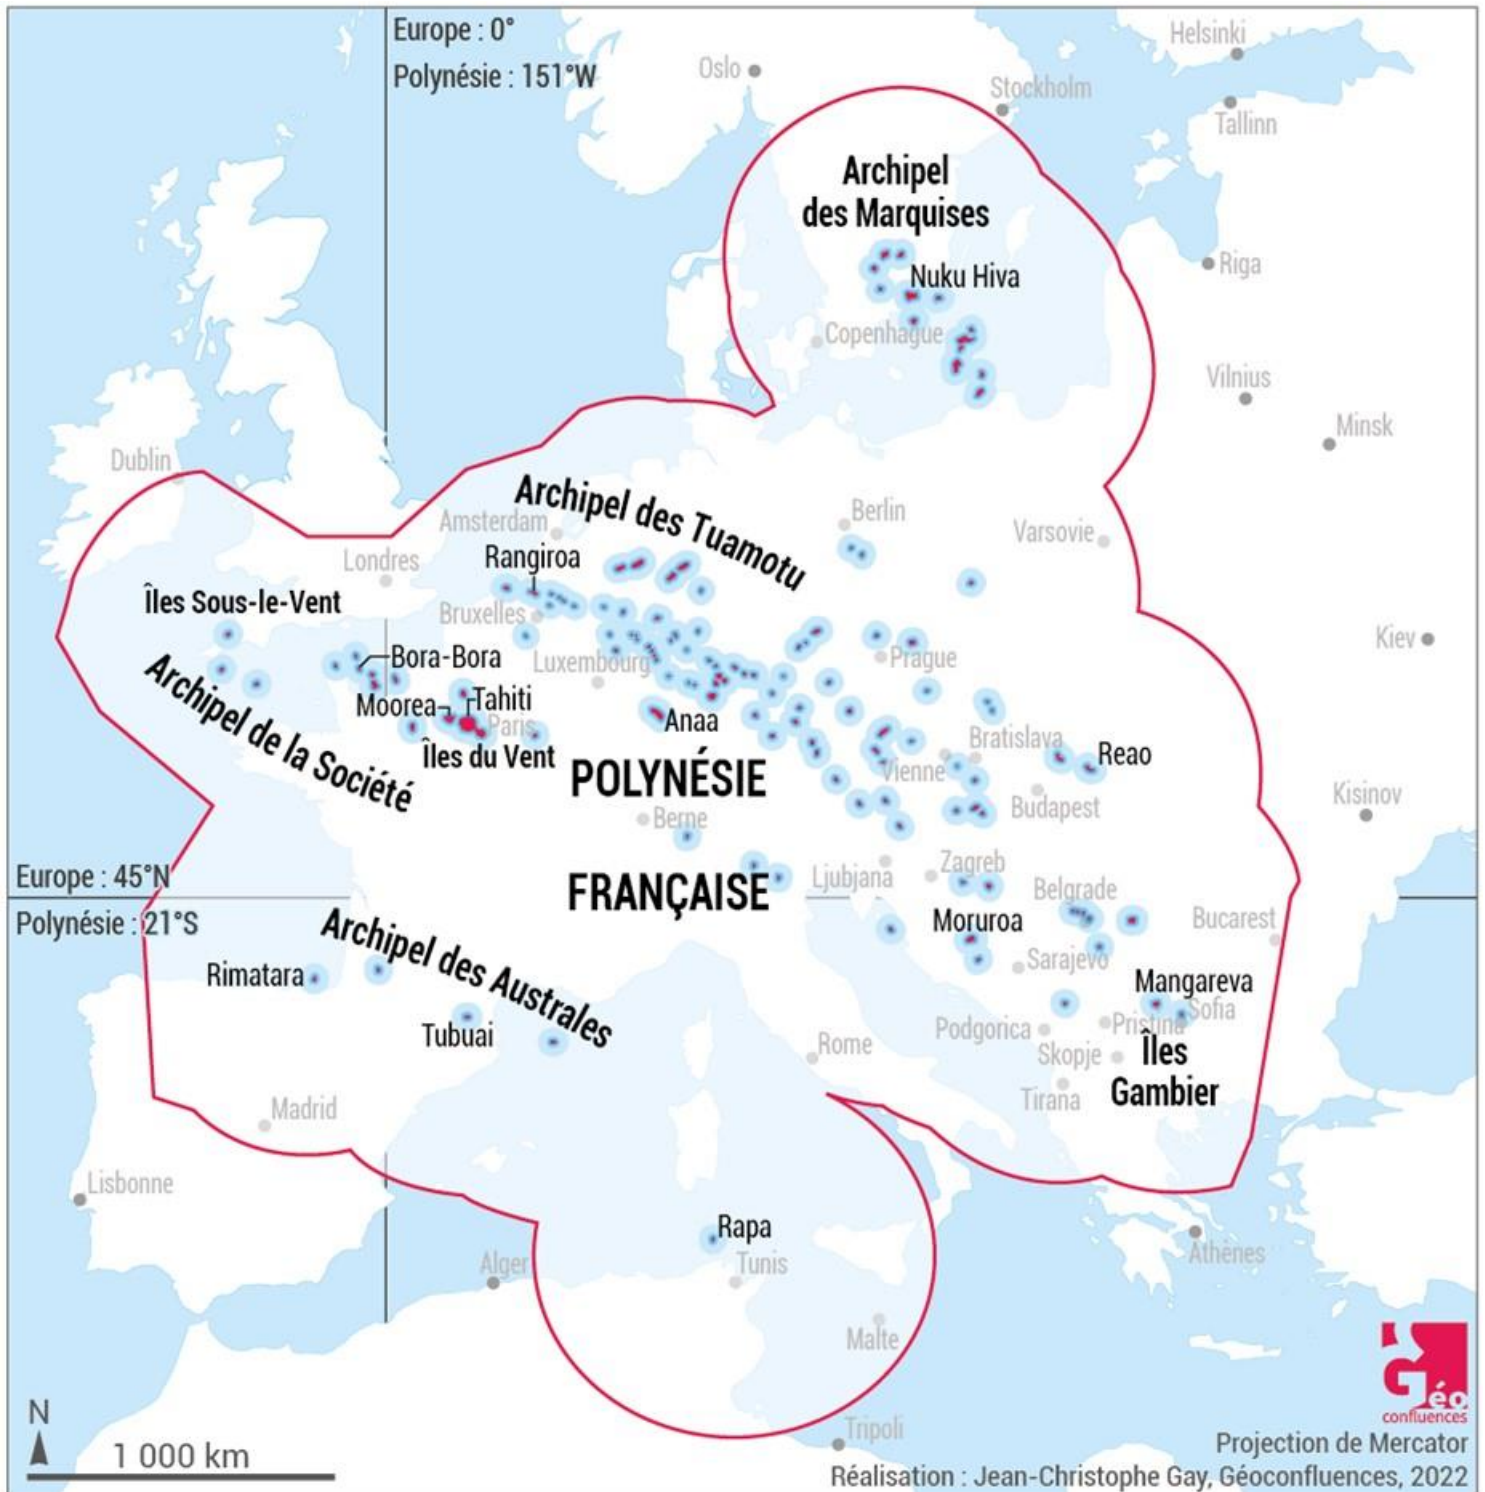 Europe : 0°
Polynésie : 151°W
Oslo
Helsinki
Stockholm
Tallinn
Archipel
des Marquises
Nuku Hiva
Riga
Copenhague
Vilnius
Minsk
Dublin
Archipel des Tuamotu
Amsterdam
Berlin
Varsovie
Londres
Rangiroa
Îles Sous-le-Vent
Bruxelles
Kiev
Bora-Bora
Luxembourg
Prague
Archipel de la Société
Moorea
Tahiti
Paris
Anaa
Îles du Vent
Bratislava
Reao
Vienne
POLYNÉSIE
Budapest
Kisinov
Berne
FRANÇAISE
Ljubjana
Zagreb
Belgrade
Europe : 45°N
Polynésie : 21°S
Archipel des Australes
Moruroa
Bucarest
Sarajevo
Rimatara
Mangareva
Sofia
Tubuai
Podgorica
Pristina
Rome
Skopje
Îles
Gambier
Tirana
Madrid
Lisbonne
Rapa
Alger
Tunis
Athènes
Malte
Tripoli
N
1 000 km
Géo
confluences
Projection de Mercator
Réalisation : Jean-Christophe Gay, Géoconfluences, 2022